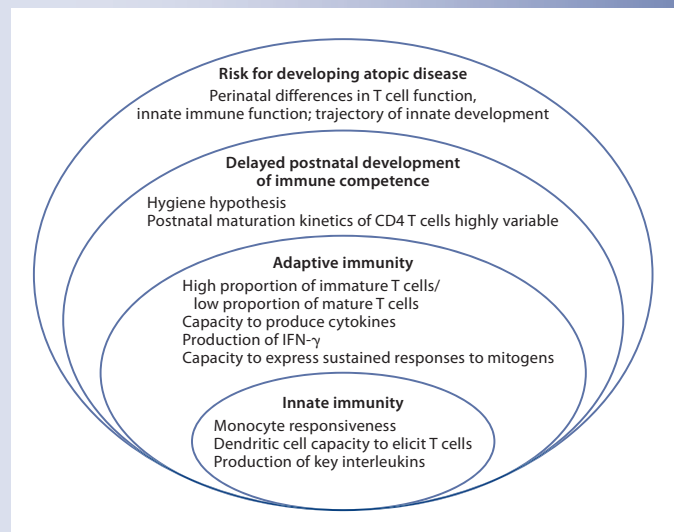 Risk for developing atopic disease
Perinatal differences in T cell function,
innate immune function; trajectory of innate development
Delayed postnatal development
of immune competence
Hygiene hypothesis
Postnatal maturation kinetics of CD4 T cells highly variable
Adaptive immunity
High proportion of immature T cells/
low proportion of mature T cells
Capacity to produce cytokines
Production of IFN-γ
Capacity to express sustained responses to mitogens
Innate immunity
Monocyte responsiveness
Dendritic cell capacity to elicit T cells
Production of key interleukins